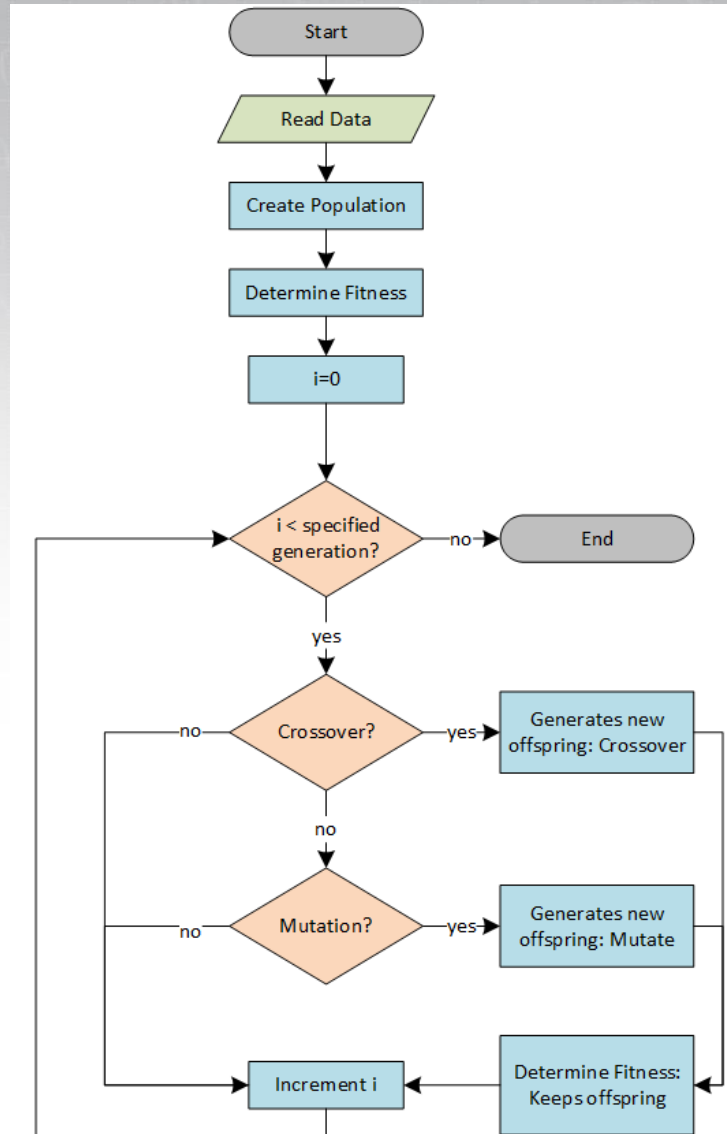 Start
Read Data
Create Population
Determine Fitness
i=0
i < specified
generation?
no
End
yes
no
Crossover?
yes
Generates new
offspring: Crossover
no
no
Mutation?
yes
Generates new
offspring: Mutate
Increment i
Determine Fitness:
Keeps offspring